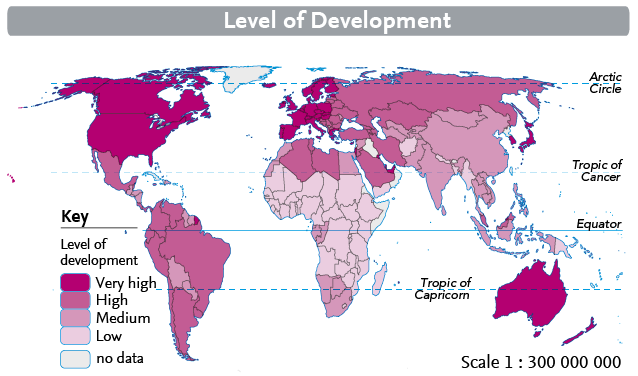 Level of Development
Arctic
Circle
Tropic of
Cancer
Equator
Tropic of
Capricorn
Key
Level of
development
Very high
High
Medium
Low
no data
Scale 1 : 300 000 000